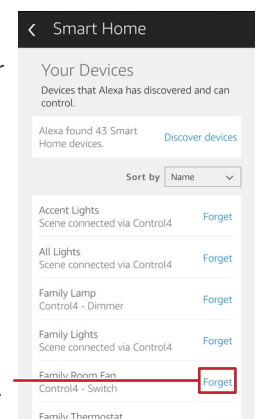 Smart Home
Your Devices
Devices that Alexa has discovered and can
control.
Alexa found 43 Smart
Home devices.
Discover devices
Sort by Name
Accent Lights
Scene connected via Control4
Forget
All Lights
Scene connected via Control4
Forget
Family Lamp
Control4 - Dimmer
Forget
Family Lights
Scene connected via Control4
Forget
Family Room Fan
Control4 - Switch
Forget
Family Thermostat